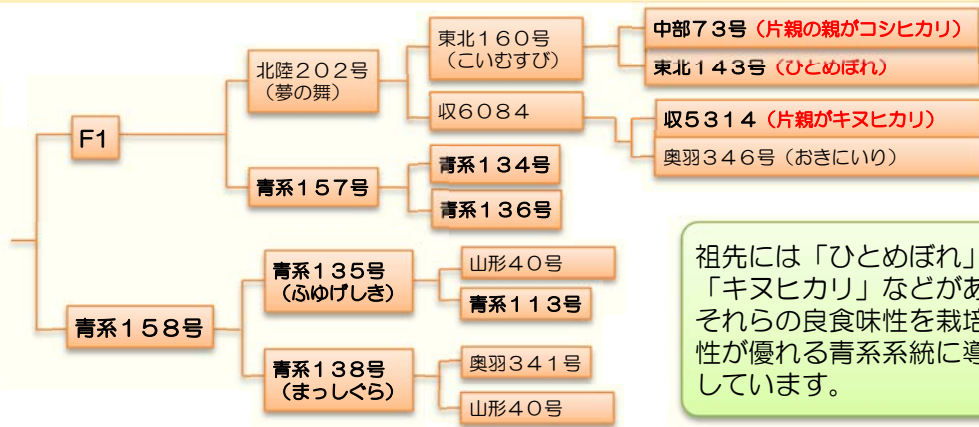 F1
北陸202号
(夢の舞)
東北160号
(こいむすび)
中部73号(片親の親がコシヒカリ)
東北143号(ひとめぼれ)
収6084
収5314(片親がキヌヒカリ)
奥羽346号(おきにいり)
青系157号
青系134号
青系136号
青系158号
青系135号
(ふゆげしき)
山形40号
青系113号
青系138号
(まっしぐら)
奥羽341号
山形40号
祖先には「ひとめぼれ」
「キヌヒカリ」などがあ
それらの良食味性を栽培
性が優れる青系系統に導
しています。